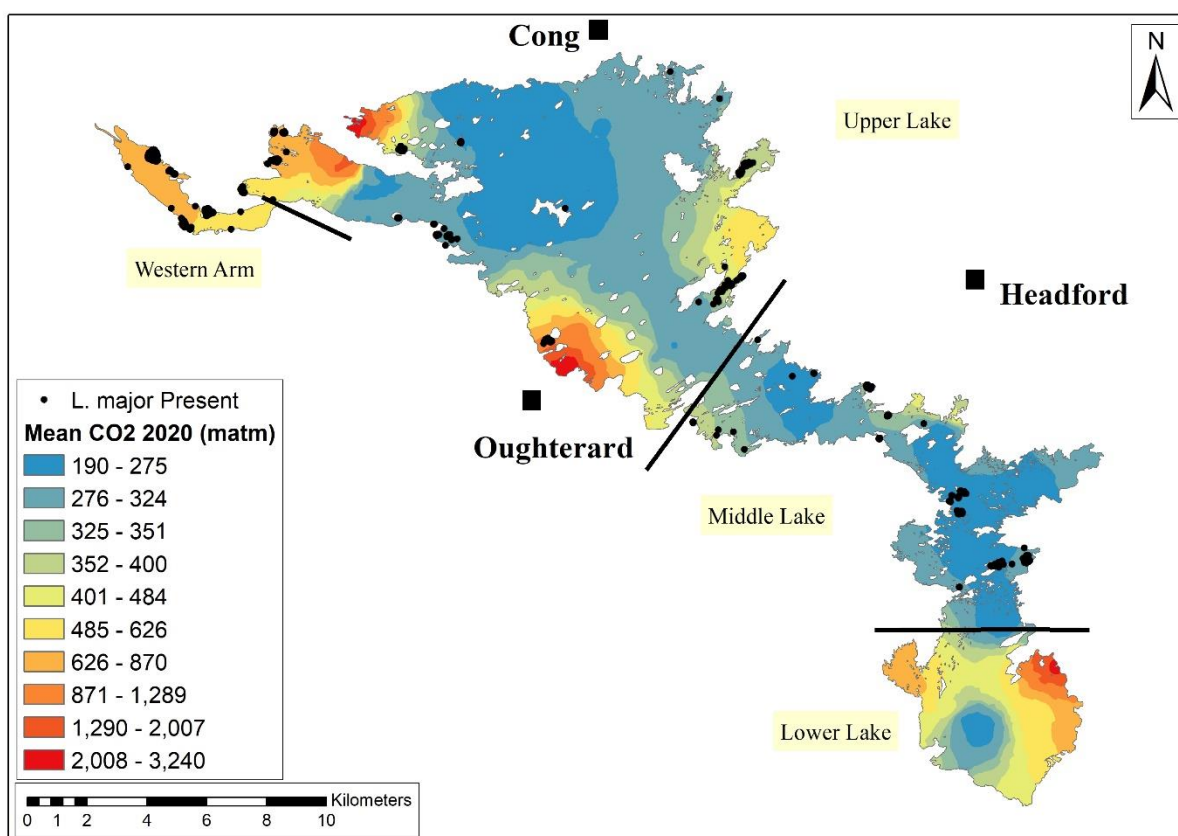 Cong
N
Upper Lake
Western Arm
Headford
Oughterard
Middle Lake
Lower Lake
L. major Present
Mean CO2 2020 (matm)
190 - 275
276 - 324
325 - 351
352 - 400
401 - 484
485 - 626
626 - 870
871 - 1,289
1,290 - 2,007
2,008 - 3,240
Kilometers
0 1 2 4 6 8 10